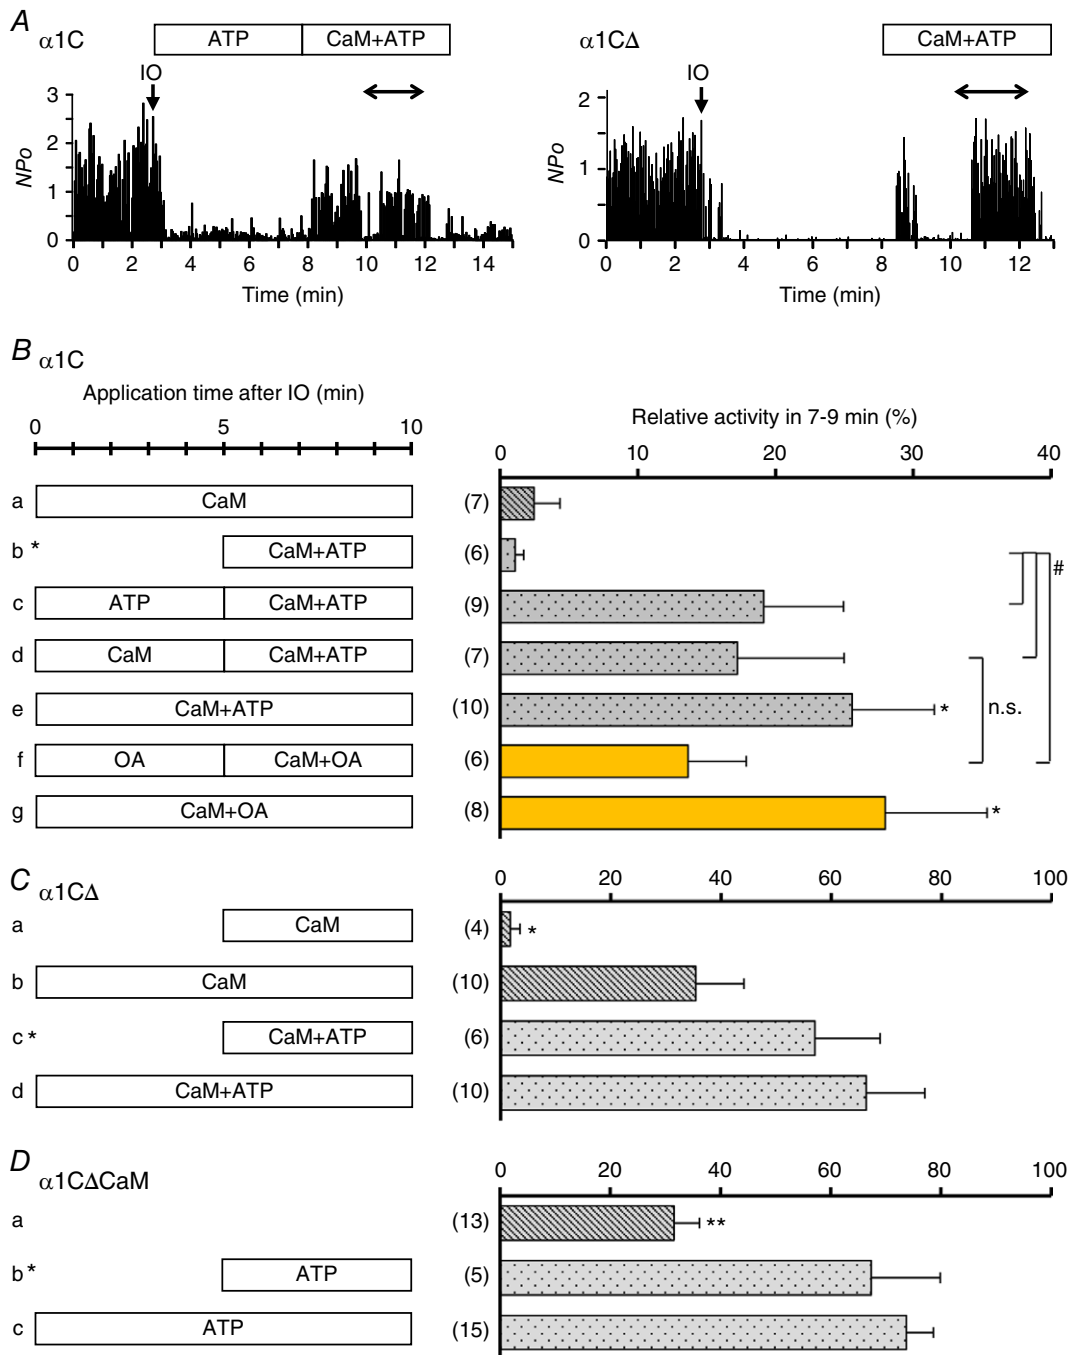 A
α1C ATP CaM+ATP
α1CΔ CaM+ATP
IO
IO
NPo
3
2
1
0
0 2 4 6 8 10 12 14
Time (min)
NPo
2
1
0
0 2 4 6 8 10 12
Time (min)
B α1C
Application time after IO (min)
0 5 10
Relative activity in 7-9 min (%)
0 10 20 30 40
a CaM (7)
b * CaM+ATP (6)
#
c ATP CaM+ATP (9)
d CaM CaM+ATP (7)
e CaM+ATP (10) *
n.s.
f OA CaM+OA (6)
g CaM+OA (8) *
C α1CΔ
0 20 40 60 80 100
a CaM (4) *
b CaM (10)
c * CaM+ATP (6)
d CaM+ATP (10)
D α1CΔCaM
0 20 40 60 80 100
a (13) **
b * ATP (5)
c ATP (15)